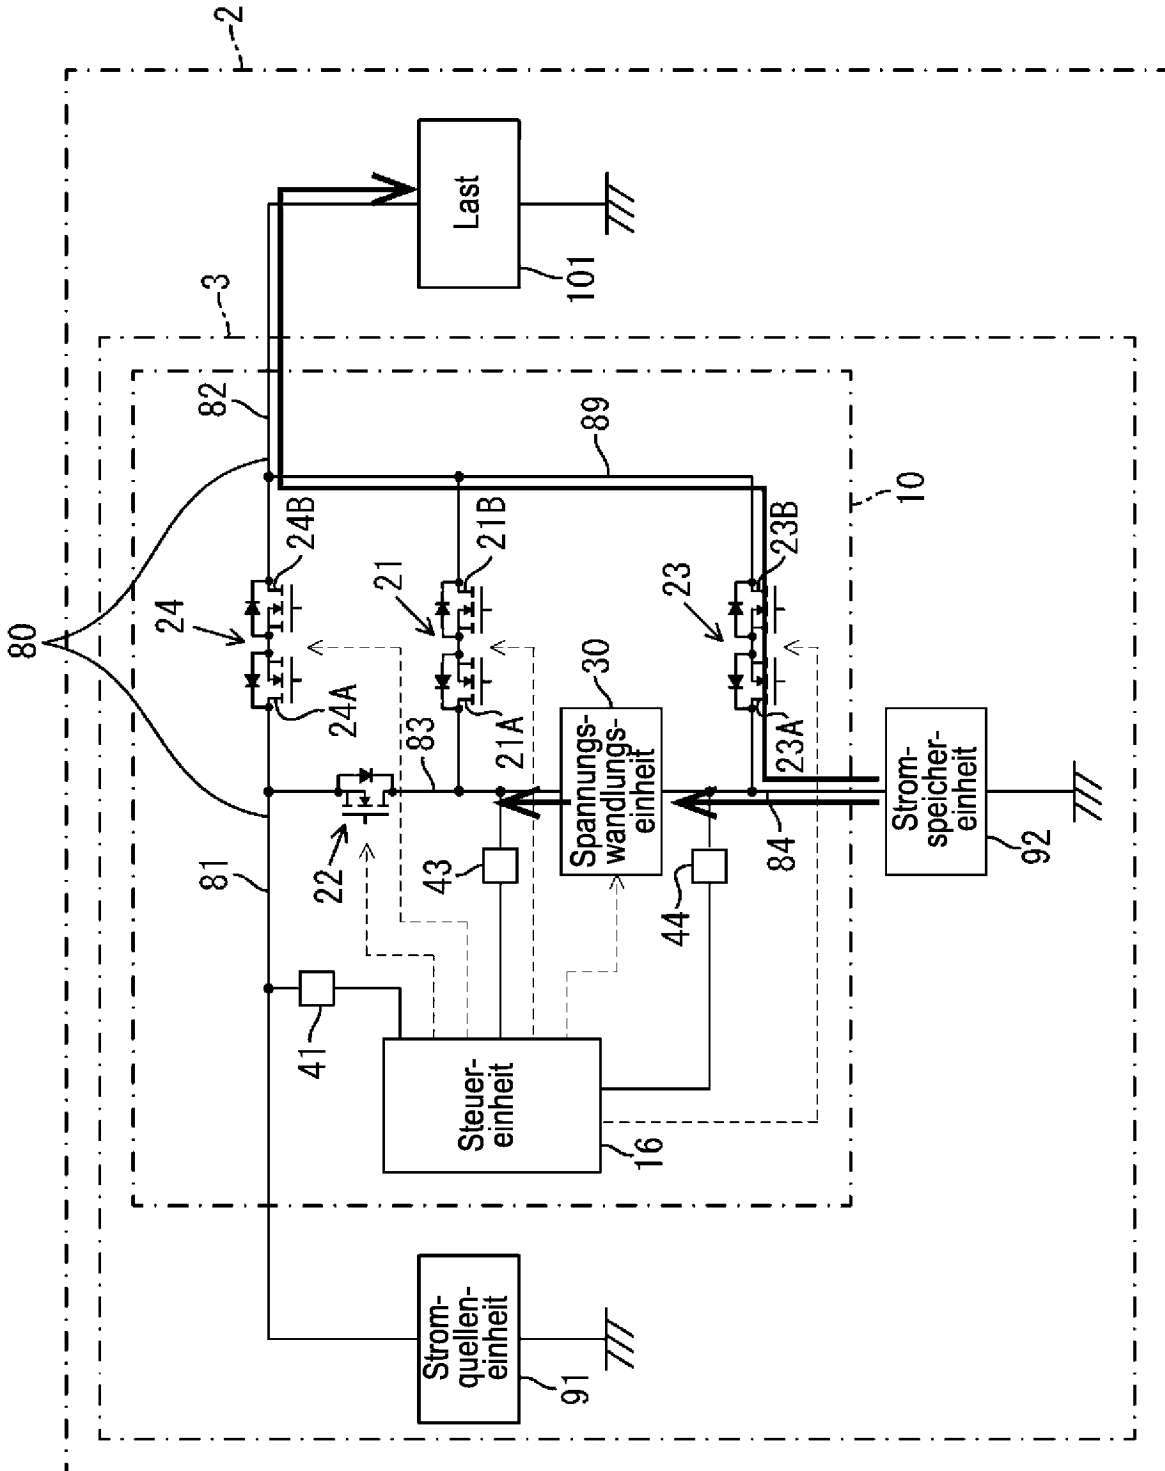 2
3
80
81
82
24
24A
24B
22
83
89
21
21A
21B
41
43
Steuer-
einheit
16
Spannungs-
wandlungs-
einheit
30
23
23A
23B
10
44
84
Strom-
quellen-
einheit
91
Strom-
speicher-
einheit
92
Last
101